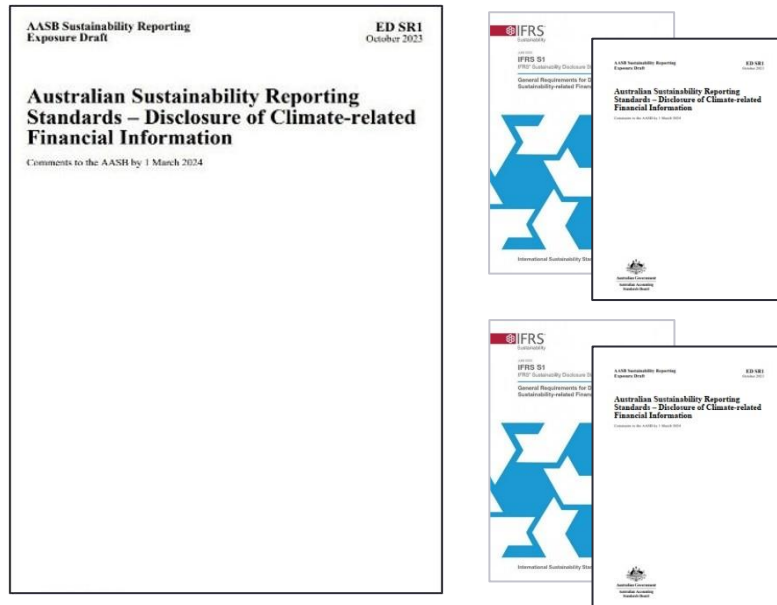 AASB Sustainability Reporting
Exposure Draft
ED SR1
October 2023
Australian Sustainability Reporting
Standards – Disclosure of Climate-related
Financial Information
Comments to the AASB by 1 March 2024
IFRS
Sustainability
IFRS S1
IFRS® Sustainability Disclosure
General Requirements for
Sustainability-related
International Sustainability
AASB Sustainability Reporting
Exposure Draft
ED SR1
October 2023
Australian Sustainability Reporting
Standards – Disclosure of Climate-related
Financial Information
Comments to the AASB by 1 March 2024
Australian Government
Australian Accounting
Standards Board
IFRS
Sustainability
IFRS S1
IFRS® Sustainability Disclosure
General Requirements for
Sustainability-related
International Sustainability
AASB Sustainability Reporting
Exposure Draft
ED SR1
October 2023
Australian Sustainability Reporting
Standards – Disclosure of Climate-related
Financial Information
Comments to the AASB by 1 March 2024
Australian Government
Australian Accounting
Standards Board